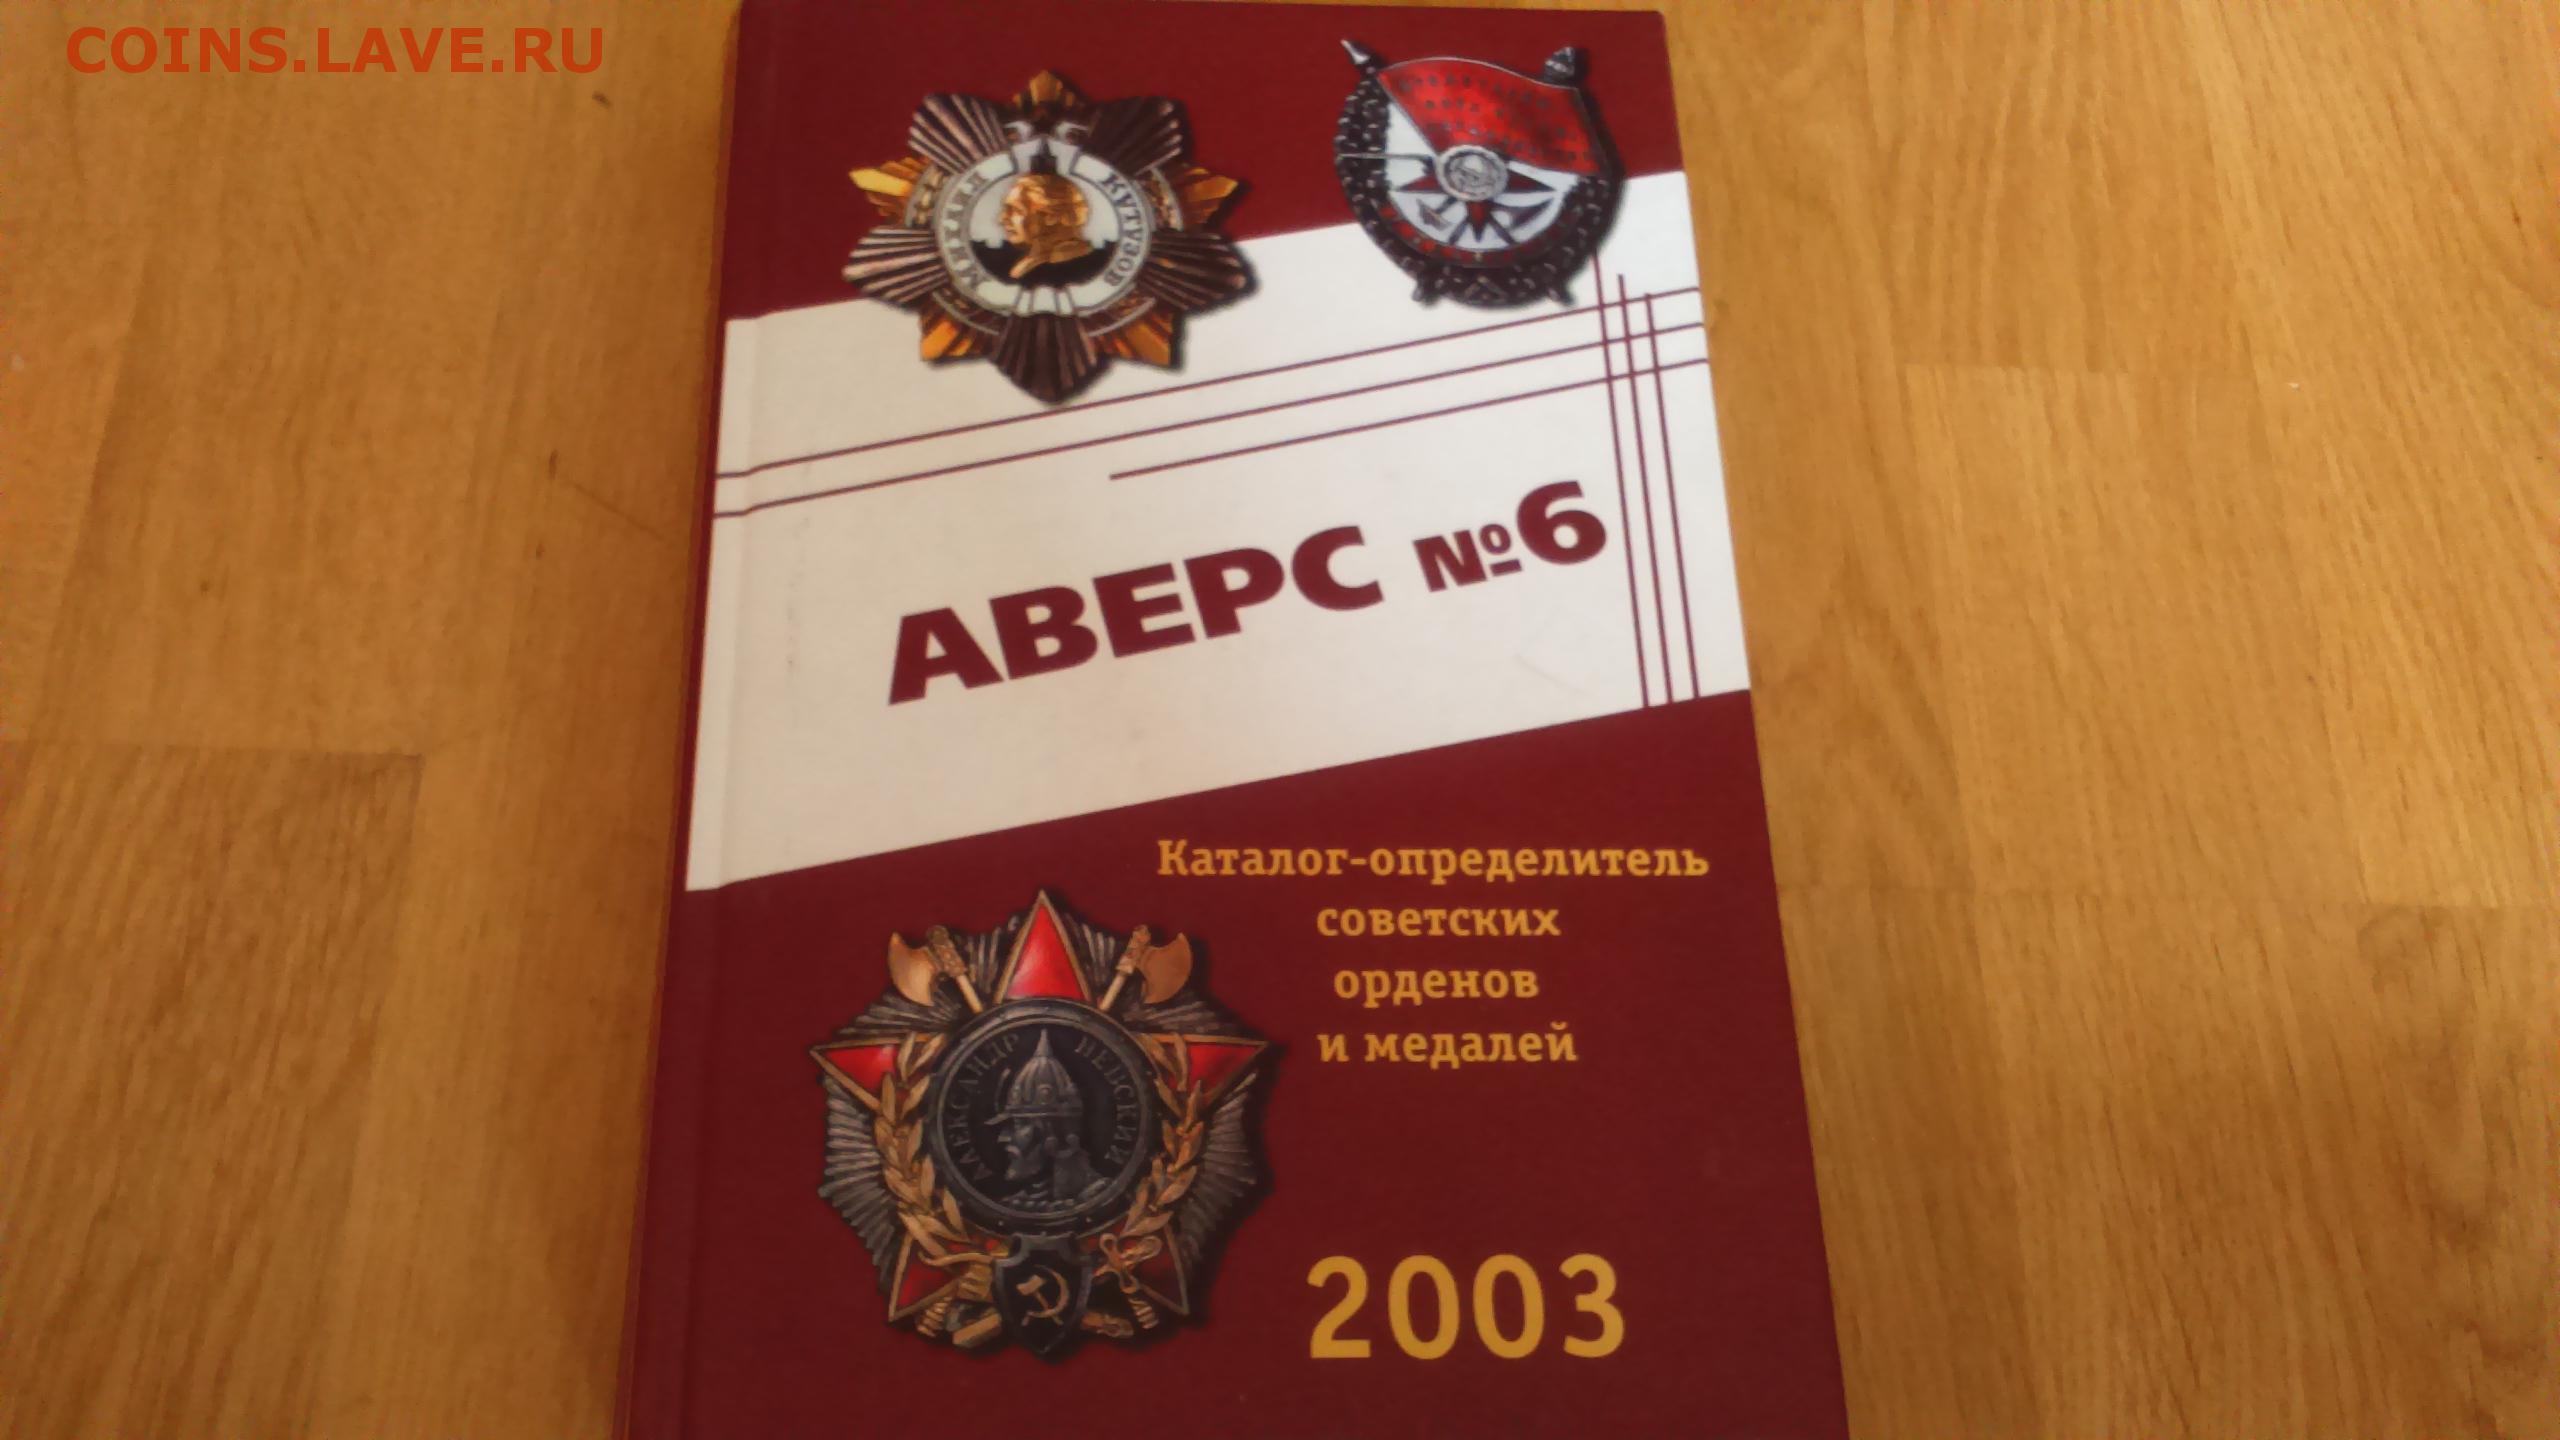 COINS.LAVE.RU
МИХАИЛ КУТУЗОВ
АВЕРС №6
Каталог-определитель
советских
орденов
и медалей
АЛЕКСАНДР НЕВСКИЙ
2003